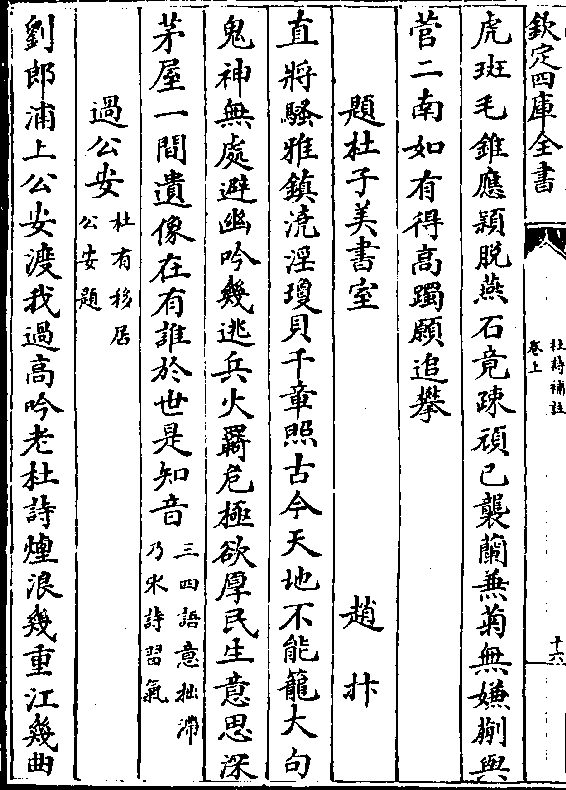 欽定四庫全書
杜詩補註
卷上
十六
虎斑毛錐應穎脱燕石竟疎頑已襲蘭兼菊無嫌蒯與
菅二南如有得高躅願追攀
題杜子美書室 趙抃
直將騷雅鎮澆淫瓊貝千章照古今天地不能籠大句
鬼神無處避幽吟幾逃兵火羇危極欲厚民生意思深
茅屋一間遺像在有誰於世是知音三四語意拙滯
乃宋詩習氣
過公安杜有移居
公安題
劉郎浦上公安渡我過高吟老杜詩煙浪幾重江幾曲